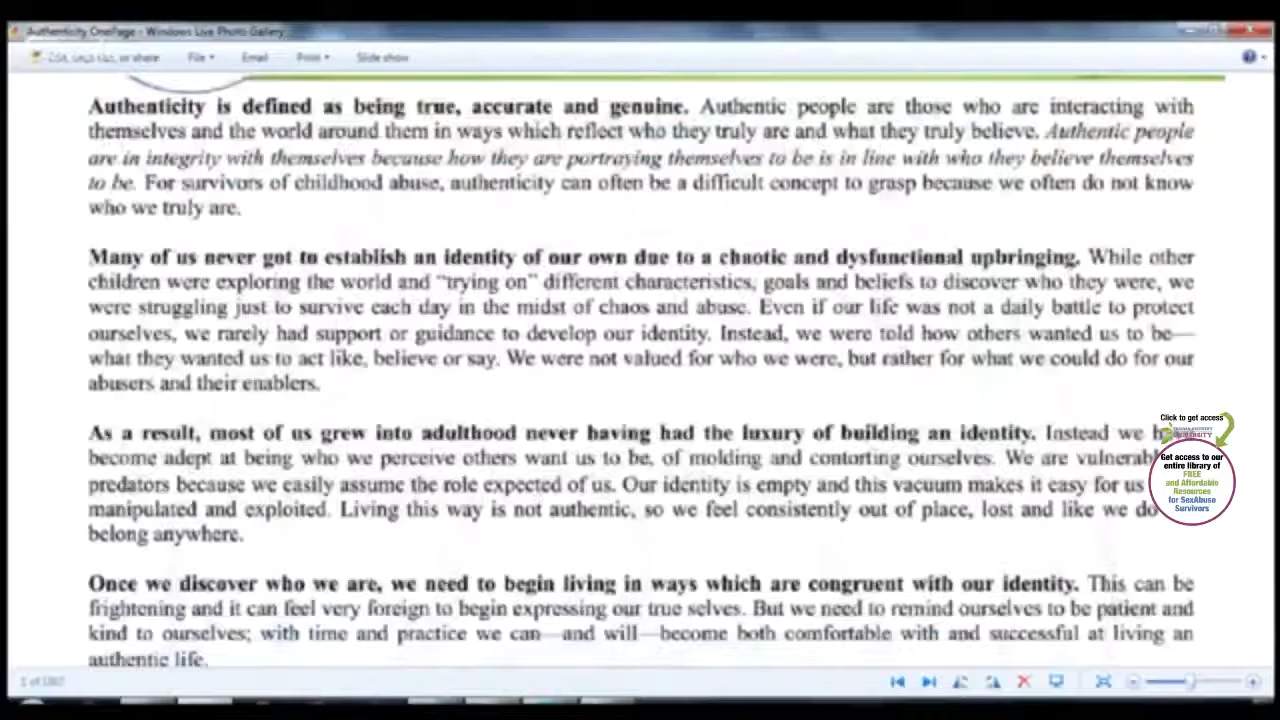 Authenticity OnePage - Windows Live Photo Gallery
or share File Email Print Slide show
Authenticity is defined as being true, accurate and genuine. Authentic people are those who are interacting with
themselves and the world around them in ways which reflect who they truly are and what they truly believe. Authentic people
are in integrity with themselves because how they are portraying themselves to be is in line with who they believe themselves
to be. For survivors of childhood abuse, authenticity can often be a difficult concept to grasp because we often do not know
who we truly are.
Many of us never got to establish an identity of our own due to a chaotic and dysfunctional upbringing. While other
children were exploring the world and “trying on” different characteristics, goals and beliefs to discover who they were, we
were struggling just to survive each day in the midst of chaos and abuse. Even if our life was not a daily battle to protect
ourselves, we rarely had support or guidance to develop our identity. Instead, we were told how others wanted us to be—
what they wanted us to act like, believe or say. We were not valued for who we were, but rather for what we could do for our
abusers and their enablers.
As a result, most of us grew into adulthood never having had the luxury of building an identity. Instead we
become adept at being who we perceive others want us to be, of molding and contorting ourselves. We are
predators because we easily assume the role expected of us. Our identity is empty and this vacuum makes it easy for us
manipulated and exploited. Living this way is not authentic, so we feel consistently out of place, lost and like we do
belong anywhere.
Once we discover who we are, we need to begin living in ways which are congruent with our identity. This can be
frightening and it can feel very foreign to begin expressing our true selves. But we need to remind ourselves to be patient and
kind to ourselves; with time and practice we can—and will—become both comfortable with and successful at living an
authentic life.
Click to get access
Get access to our
entire library of
FREE
and Affordable
Resources
for SexAbuse
Survivors